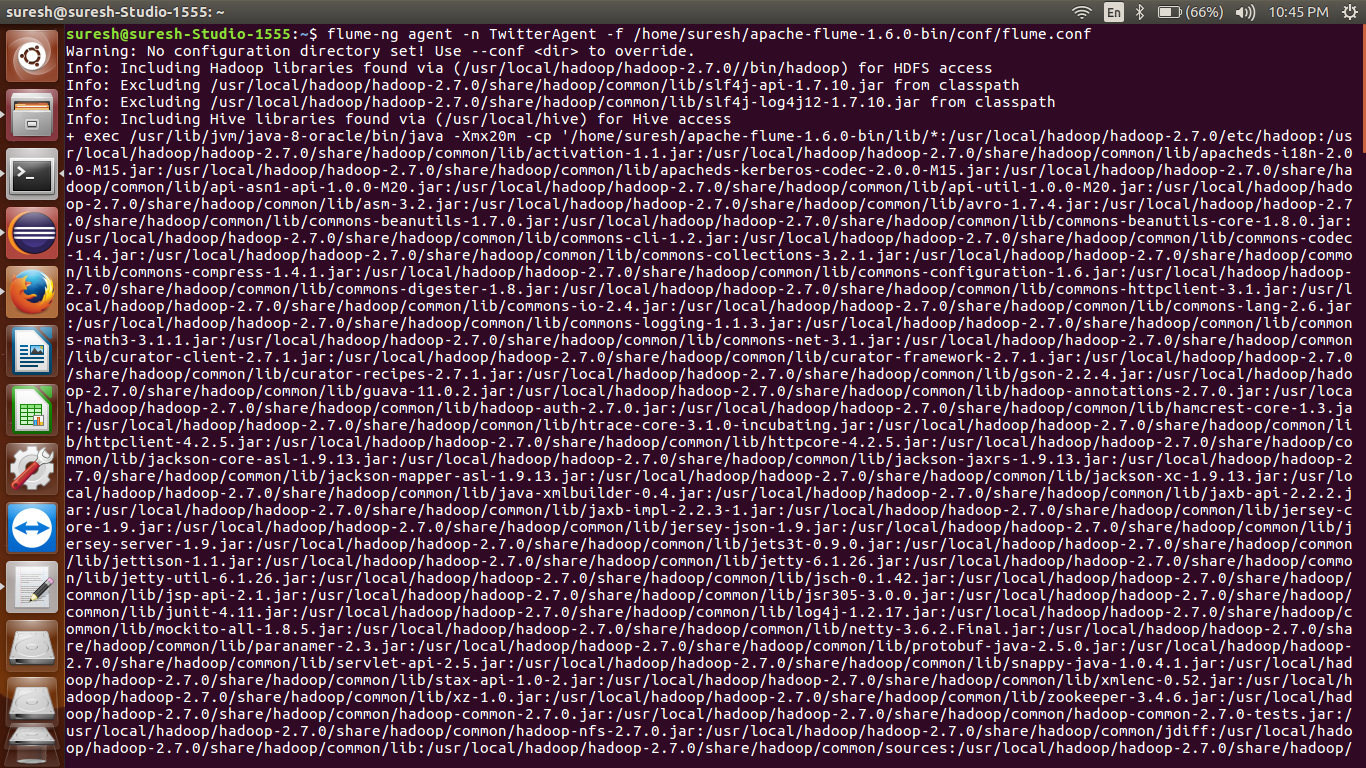 suresh@suresh-Studio-1555: ~
En
(66%)
10:45 PM
suresh@suresh-Studio-1555:~$ flume-ng agent -n TwitterAgent -f /home/suresh/apache-flume-1.6.0-bin/conf/flume.conf
Warning: No configuration directory set! Use --conf <dir> to override.
Info: Including Hadoop libraries found via (/usr/local/hadoop/hadoop-2.7.0//bin/hadoop) for HDFS access
Info: Excluding /usr/local/hadoop/hadoop-2.7.0/share/hadoop/common/lib/slf4j-api-1.7.10.jar from classpath
Info: Excluding /usr/local/hadoop/hadoop-2.7.0/share/hadoop/common/lib/slf4j-log4j12-1.7.10.jar from classpath
Info: Including Hive libraries found via (/usr/local/hive) for Hive access
+ exec /usr/lib/jvm/java-8-oracle/bin/java -Xmx20m -cp '/home/suresh/apache-flume-1.6.0-bin/lib/*:/usr/local/hadoop/hadoop-2.7.0/etc/hadoop:/us
r/local/hadoop/hadoop-2.7.0/share/hadoop/common/lib/activation-1.1.jar:/usr/local/hadoop/hadoop-2.7.0/share/hadoop/common/lib/apacheds-i18n-2.0
.0-M15.jar:/usr/local/hadoop/hadoop-2.7.0/share/hadoop/common/lib/apacheds-kerberos-codec-2.0.0-M15.jar:/usr/local/hadoop/hadoop-2.7.0/share/ha
doop/common/lib/api-asn1-api-1.0.0-M20.jar:/usr/local/hadoop/hadoop-2.7.0/share/hadoop/common/lib/api-util-1.0.0-M20.jar:/usr/local/hadoop/hado
op-2.7.0/share/hadoop/common/lib/asm-3.2.jar:/usr/local/hadoop/hadoop-2.7.0/share/hadoop/common/lib/avro-1.7.4.jar:/usr/local/hadoop/hadoop-2.7
.0/share/hadoop/common/lib/commons-beanutils-1.7.0.jar:/usr/local/hadoop/hadoop-2.7.0/share/hadoop/common/lib/commons-beanutils-core-1.8.0.jar:
/usr/local/hadoop/hadoop-2.7.0/share/hadoop/common/lib/commons-cli-1.2.jar:/usr/local/hadoop/hadoop-2.7.0/share/hadoop/common/lib/commons-codec
-1.4.jar:/usr/local/hadoop/hadoop-2.7.0/share/hadoop/common/lib/commons-collections-3.2.1.jar:/usr/local/hadoop/hadoop-2.7.0/share/hadoop/commo
n/lib/commons-compress-1.4.1.jar:/usr/local/hadoop/hadoop-2.7.0/share/hadoop/common/lib/commons-configuration-1.6.jar:/usr/local/hadoop/hadoop-
2.7.0/share/hadoop/common/lib/commons-digester-1.8.jar:/usr/local/hadoop/hadoop-2.7.0/share/hadoop/common/lib/commons-httpclient-3.1.jar:/usr/l
ocal/hadoop/hadoop-2.7.0/share/hadoop/common/lib/commons-io-2.4.jar:/usr/local/hadoop/hadoop-2.7.0/share/hadoop/common/lib/commons-lang-2.6.jar
:/usr/local/hadoop/hadoop-2.7.0/share/hadoop/common/lib/commons-logging-1.1.3.jar:/usr/local/hadoop/hadoop-2.7.0/share/hadoop/common/lib/common
s-math3-3.1.1.jar:/usr/local/hadoop/hadoop-2.7.0/share/hadoop/common/lib/commons-net-3.1.jar:/usr/local/hadoop/hadoop-2.7.0/share/hadoop/common
/lib/curator-client-2.7.1.jar:/usr/local/hadoop/hadoop-2.7.0/share/hadoop/common/lib/curator-framework-2.7.1.jar:/usr/local/hadoop/hadoop-2.7.0
/share/hadoop/common/lib/curator-recipes-2.7.1.jar:/usr/local/hadoop/hadoop-2.7.0/share/hadoop/common/lib/gson-2.2.4.jar:/usr/local/hadoop/hado
op-2.7.0/share/hadoop/common/lib/guava-11.0.2.jar:/usr/local/hadoop/hadoop-2.7.0/share/hadoop/common/lib/hadoop-annotations-2.7.0.jar:/usr/loca
l/hadoop/hadoop-2.7.0/share/hadoop/common/lib/hadoop-auth-2.7.0.jar:/usr/local/hadoop/hadoop-2.7.0/share/hadoop/common/lib/hamcrest-core-1.3.ja
r:/usr/local/hadoop/hadoop-2.7.0/share/hadoop/common/lib/htrace-core-3.1.0-incubating.jar:/usr/local/hadoop/hadoop-2.7.0/share/hadoop/common/li
b/httpclient-4.2.5.jar:/usr/local/hadoop/hadoop-2.7.0/share/hadoop/common/lib/httpcore-4.2.5.jar:/usr/local/hadoop/hadoop-2.7.0/share/hadoop/co
mmon/lib/jackson-core-asl-1.9.13.jar:/usr/local/hadoop/hadoop-2.7.0/share/hadoop/common/lib/jackson-jaxrs-1.9.13.jar:/usr/local/hadoop/hadoop-2
.7.0/share/hadoop/common/lib/jackson-mapper-asl-1.9.13.jar:/usr/local/hadoop/hadoop-2.7.0/share/hadoop/common/lib/jackson-xc-1.9.13.jar:/usr/lo
cal/hadoop/hadoop-2.7.0/share/hadoop/common/lib/java-xmlbuilder-0.4.jar:/usr/local/hadoop/hadoop-2.7.0/share/hadoop/common/lib/jaxb-api-2.2.2.j
ar:/usr/local/hadoop/hadoop-2.7.0/share/hadoop/common/lib/jaxb-impl-2.2.3-1.jar:/usr/local/hadoop/hadoop-2.7.0/share/hadoop/common/lib/jersey-c
ore-1.9.jar:/usr/local/hadoop/hadoop-2.7.0/share/hadoop/common/lib/jersey-json-1.9.jar:/usr/local/hadoop/hadoop-2.7.0/share/hadoop/common/lib/j
ersey-server-1.9.jar:/usr/local/hadoop/hadoop-2.7.0/share/hadoop/common/lib/jets3t-0.9.0.jar:/usr/local/hadoop/hadoop-2.7.0/share/hadoop/common
/lib/jettison-1.1.jar:/usr/local/hadoop/hadoop-2.7.0/share/hadoop/common/lib/jetty-6.1.26.jar:/usr/local/hadoop/hadoop-2.7.0/share/hadoop/commo
n/lib/jetty-util-6.1.26.jar:/usr/local/hadoop/hadoop-2.7.0/share/hadoop/common/lib/jsch-0.1.42.jar:/usr/local/hadoop/hadoop-2.7.0/share/hadoop/
common/lib/jsp-api-2.1.jar:/usr/local/hadoop/hadoop-2.7.0/share/hadoop/common/lib/jsr305-3.0.0.jar:/usr/local/hadoop/hadoop-2.7.0/share/hadoop/
common/lib/junit-4.11.jar:/usr/local/hadoop/hadoop-2.7.0/share/hadoop/common/lib/log4j-1.2.17.jar:/usr/local/hadoop/hadoop-2.7.0/share/hadoop/c
ommon/lib/mockito-all-1.8.5.jar:/usr/local/hadoop/hadoop-2.7.0/share/hadoop/common/lib/netty-3.6.2.Final.jar:/usr/local/hadoop/hadoop-2.7.0/sha
re/hadoop/common/lib/paranamer-2.3.jar:/usr/local/hadoop/hadoop-2.7.0/share/hadoop/common/lib/protobuf-java-2.5.0.jar:/usr/local/hadoop/hadoop-
2.7.0/share/hadoop/common/lib/servlet-api-2.5.jar:/usr/local/hadoop/hadoop-2.7.0/share/hadoop/common/lib/snappy-java-1.0.4.1.jar:/usr/local/had
oop/hadoop-2.7.0/share/hadoop/common/lib/stax-api-1.0-2.jar:/usr/local/hadoop/hadoop-2.7.0/share/hadoop/common/lib/xmlenc-0.52.jar:/usr/local/h
adoop/hadoop-2.7.0/share/hadoop/common/lib/xz-1.0.jar:/usr/local/hadoop/hadoop-2.7.0/share/hadoop/common/lib/zookeeper-3.4.6.jar:/usr/local/had
oop/hadoop-2.7.0/share/hadoop/common/hadoop-common-2.7.0.jar:/usr/local/hadoop/hadoop-2.7.0/share/hadoop/common/hadoop-common-2.7.0-tests.jar:/
usr/local/hadoop/hadoop-2.7.0/share/hadoop/common/hadoop-nfs-2.7.0.jar:/usr/local/hadoop/hadoop-2.7.0/share/hadoop/common/jdiff:/usr/local/hado
op/hadoop-2.7.0/share/hadoop/common/lib:/usr/local/hadoop/hadoop-2.7.0/share/hadoop/common/sources:/usr/local/hadoop/hadoop-2.7.0/share/hadoop/